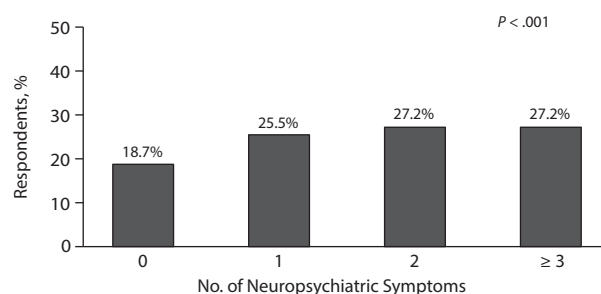 P < .001
50
40
30
20
10
0
Respondents, %
18.7%
25.5%
27.2%
27.2%
0 1 2 ≥ 3
No. of Neuropsychiatric Symptoms